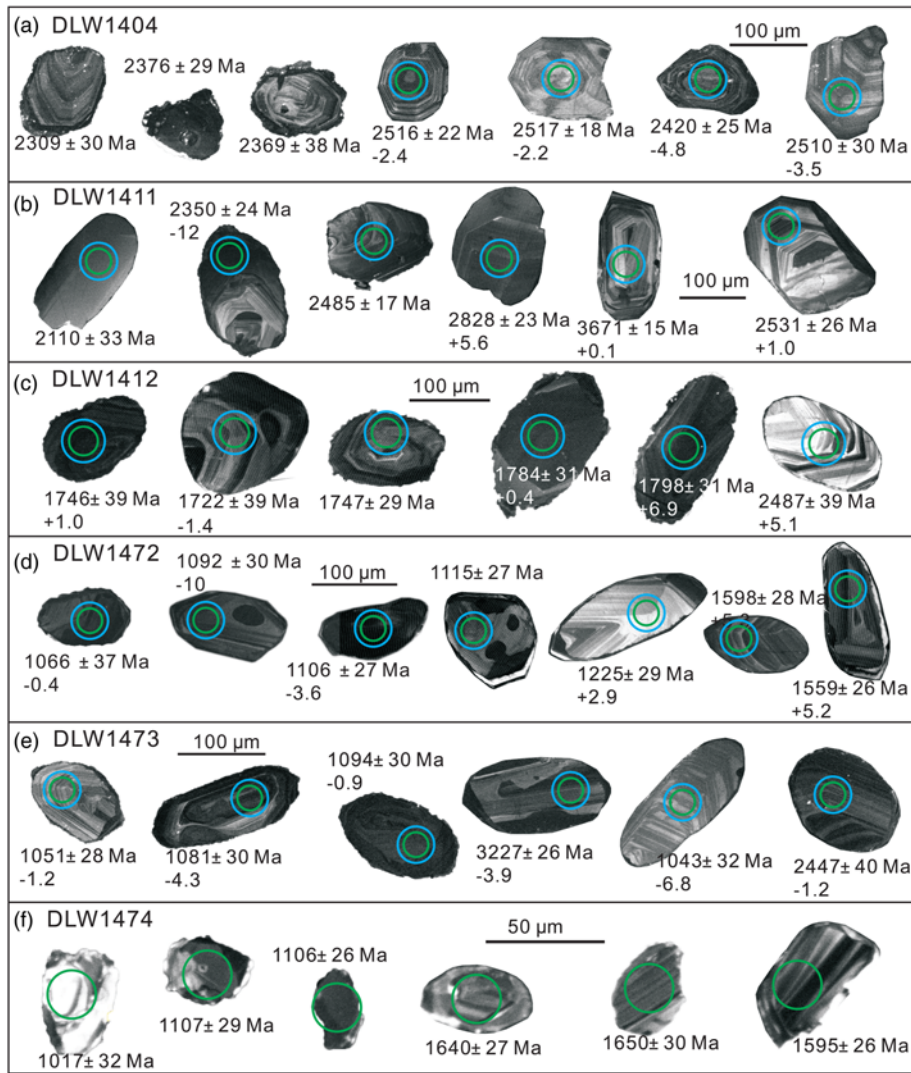 (a) DLW1404
100 µm
2376 ± 29 Ma
2309 ± 30 Ma
2369 ± 38 Ma
2516 ± 22 Ma
-2.4
2517 ± 18 Ma
-2.2
2420 ± 25 Ma
-4.8
2510 ± 30 Ma
-3.5
(b) DLW1411
2350 ± 24 Ma
-12
2110 ± 33 Ma
2485 ± 17 Ma
2828 ± 23 Ma
+5.6
3671 ± 15 Ma
+0.1
100 µm
2531 ± 26 Ma
+1.0
(c) DLW1412
100 µm
1746± 39 Ma
+1.0
1722 ± 39 Ma
-1.4
1747± 29 Ma
1784± 31 Ma
+0.4
1798± 31 Ma
+6.9
2487± 39 Ma
+5.1
(d) DLW1472
1092 ± 30 Ma
-10
100 µm
1115± 27 Ma
1598± 28 Ma
1066 ± 37 Ma
-0.4
1106 ± 27 Ma
-3.6
1225± 29 Ma
+2.9
1559± 26 Ma
+5.2
(e) DLW1473
100 µm
1094± 30 Ma
-0.9
1051± 28 Ma
-1.2
1081± 30 Ma
-4.3
3227± 26 Ma
-3.9
1043± 32 Ma
-6.8
2447± 40 Ma
-1.2
(f) DLW1474
50 µm
1106± 26 Ma
1017± 32 Ma
1107± 29 Ma
1640± 27 Ma
1650± 30 Ma
1595± 26 Ma